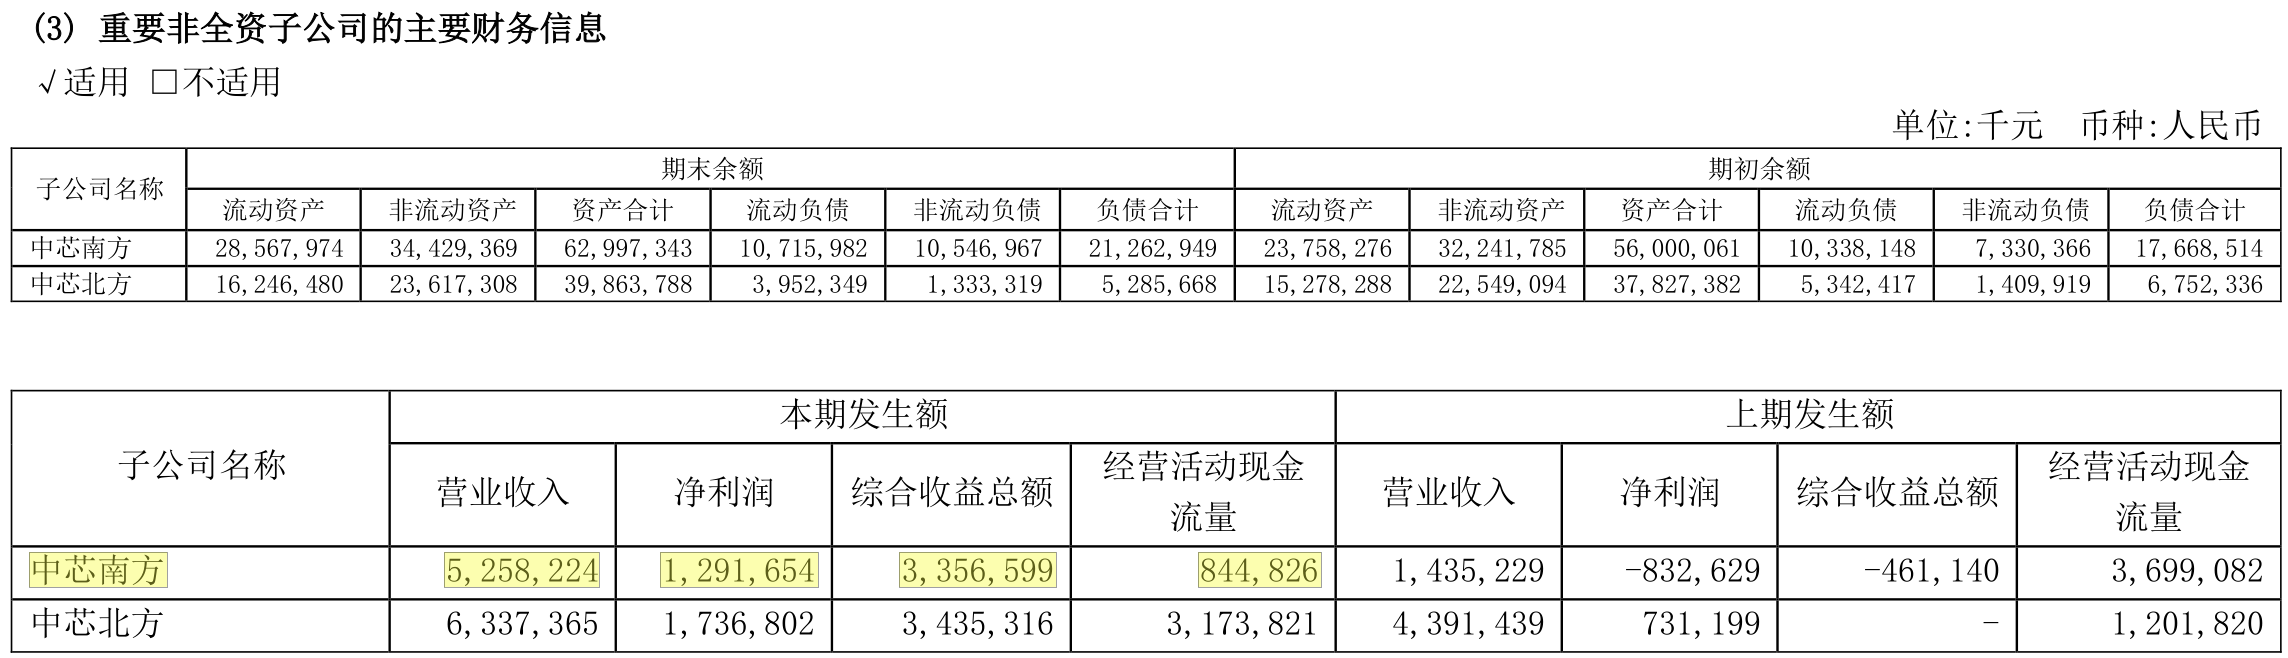 (3) 重要非全资子公司的主要财务信息
√适用 □不适用
单位:千元 币种:人民币
子公司名称 期末余额 期初余额
流动资产 非流动资产 资产合计 流动负债 非流动负债 负债合计 流动资产 非流动资产 资产合计 流动负债 非流动负债 负债合计
中芯南方 28,567,974 34,429,369 62,997,343 10,715,982 10,546,967 21,262,949 23,758,276 32,241,785 56,000,061 10,338,148 7,330,366 17,668,514
中芯北方 16,246,480 23,617,308 39,863,788 3,952,349 1,333,319 5,285,668 15,278,288 22,549,094 37,827,382 5,342,417 1,409,919 6,752,336
子公司名称 本期发生额 上期发生额
营业收入 净利润 综合收益总额 经营活动现金流量 营业收入 净利润 综合收益总额 经营活动现金流量
中芯南方 5,258,224 1,291,654 3,356,599 844,826 1,435,229 -832,629 -461,140 3,699,082
中芯北方 6,337,365 1,736,802 3,435,316 3,173,821 4,391,439 731,199 - 1,201,820